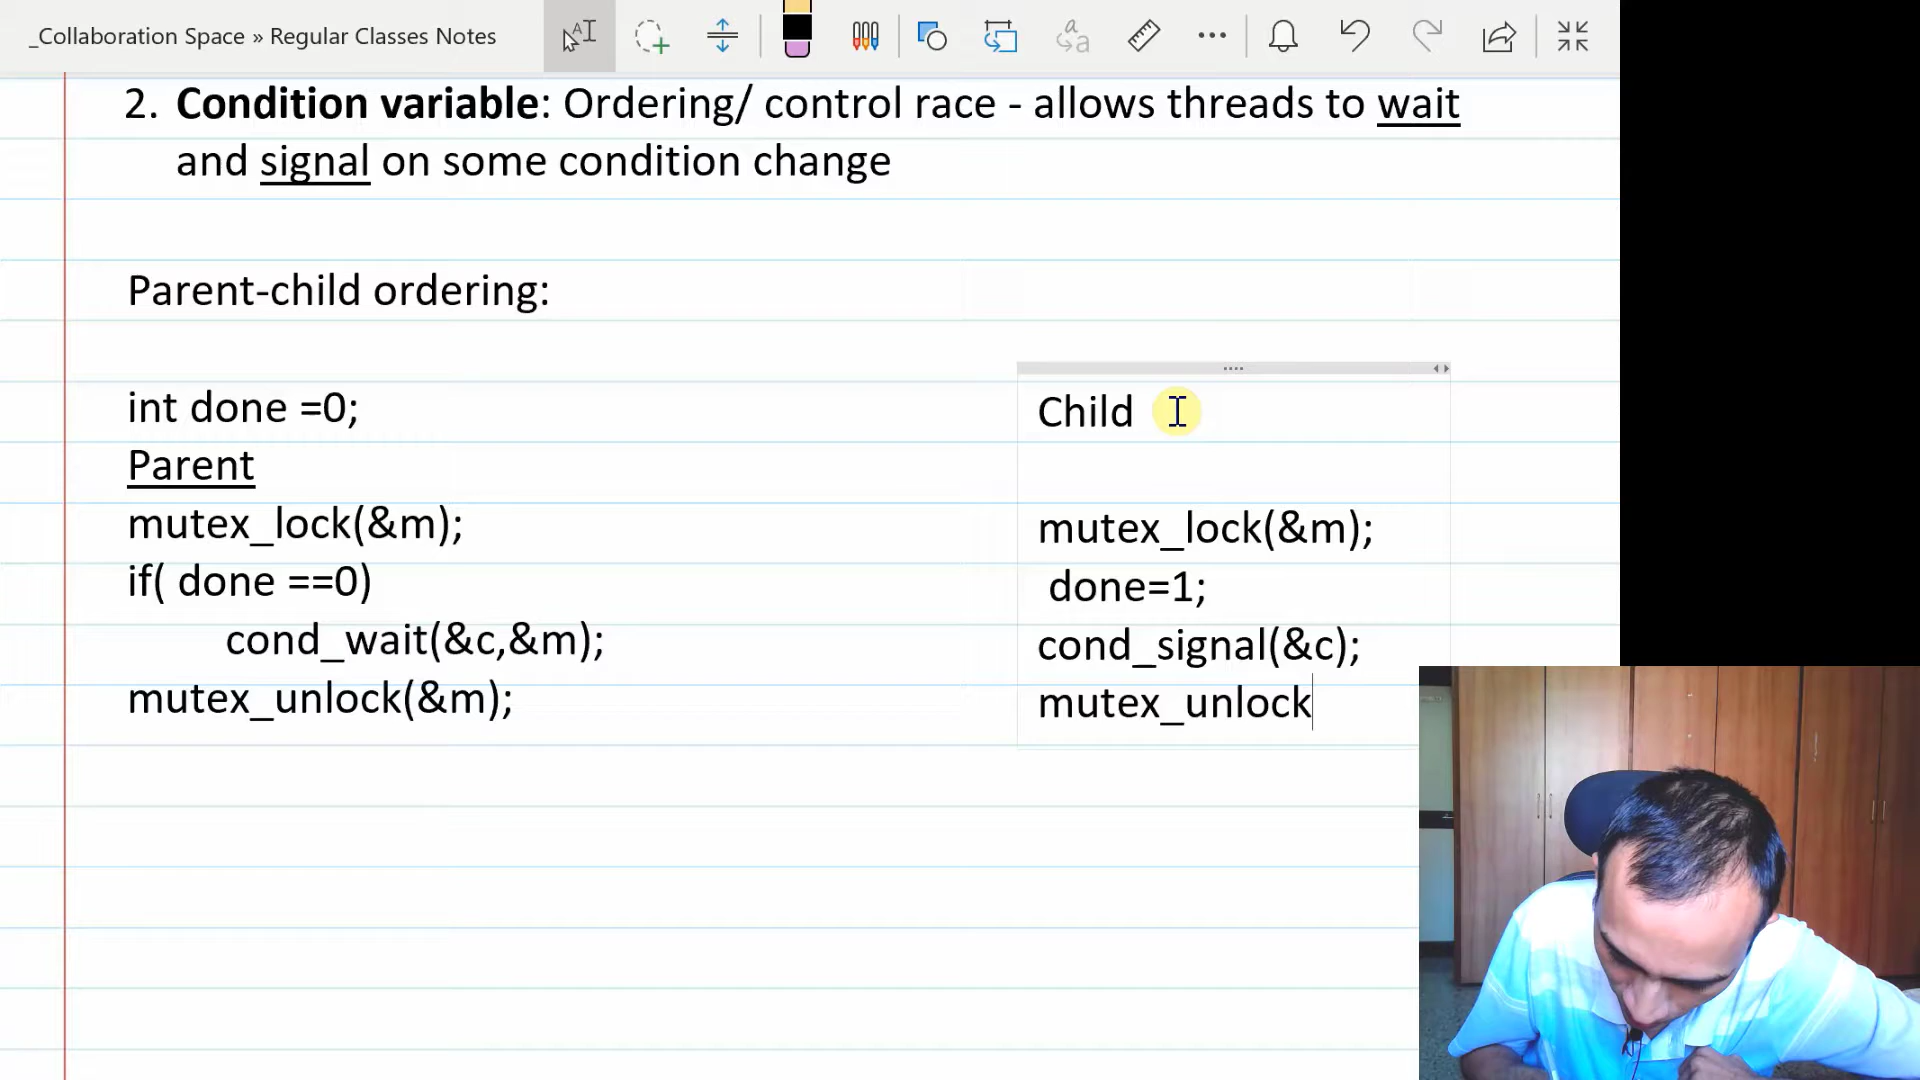 _Collaboration Space » Regular Classes Notes
2. Condition variable: Ordering/ control race - allows threads to wait
and signal on some condition change
Parent-child ordering:
int done =0;
Parent
mutex_lock(&m);
if( done ==0)
cond_wait(&c,&m);
mutex_unlock(&m);
Child
mutex_lock(&m);
done=1;
cond_signal(&c);
mutex_unlock